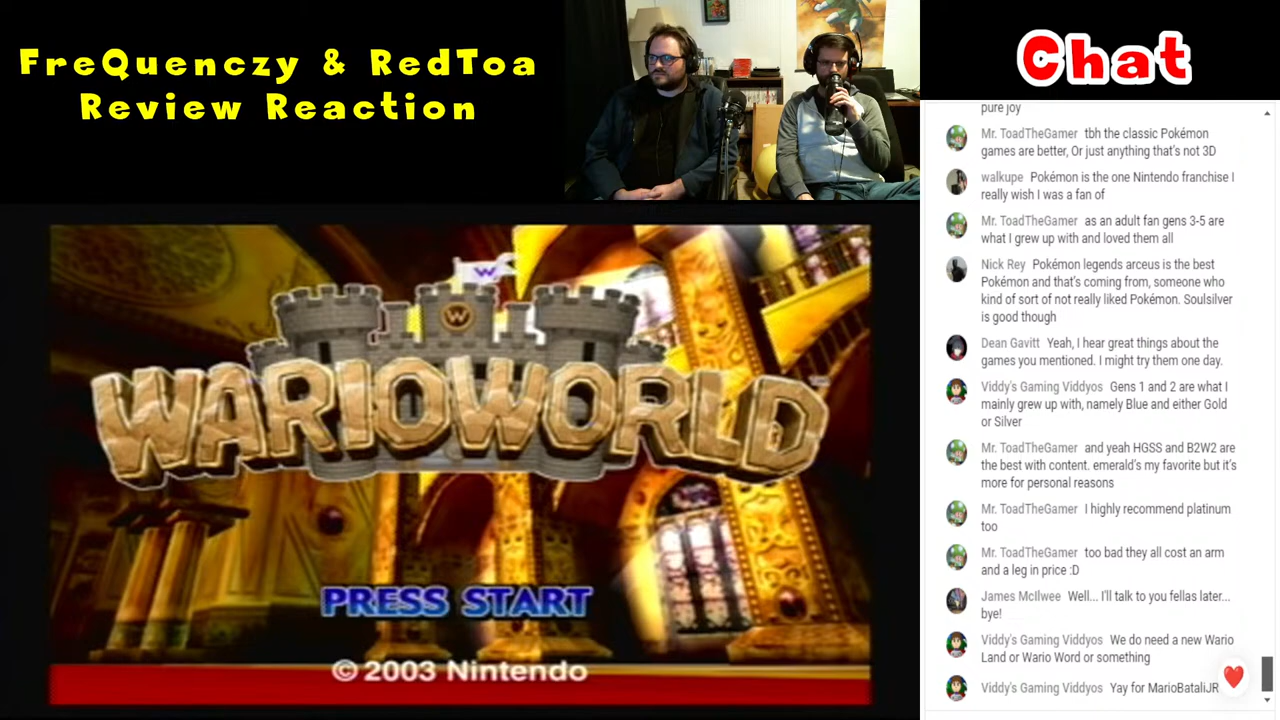 FreQuenczy & RedToa
Review Reaction
Chat
pure joy
Mr. ToadTheGamer tbh the classic Pokémon
games are better, Or just anything that's not 3D
walkupe Pokémon is the one Nintendo franchise I
really wish I was a fan of
Mr. ToadTheGamer as an adult fan gens 3-5 are
what I grew up with and loved them all
Nick Rey Pokémon legends arceus is the best
Pokémon and that's coming from, someone who
kind of sort of not really liked Pokémon. Soulsilver
is good though
Dean Gavitt Yeah, I hear great things about the
games you mentioned. I might try them one day.
Viddy's Gaming Viddyos Gens 1 and 2 are what I
mainly grew up with, namely Blue and either Gold
or Silver
Mr. ToadTheGamer and yeah HGSS and B2W2 are
the best with content. emerald's my favorite but it's
more for personal reasons
Mr. ToadTheGamer I highly recommend platinum
too
Mr. ToadTheGamer too bad they all cost an arm
and a leg in price :D
James McIlwee Well... I'll talk to you fellas later...
bye!
Viddy's Gaming Viddyos We do need a new Wario
Land or Wario Word or something
Viddy's Gaming Viddyos Yay for MarioBataliJR
W
W
WARIOWORLD
PRESS START
© 2003 Nintendo